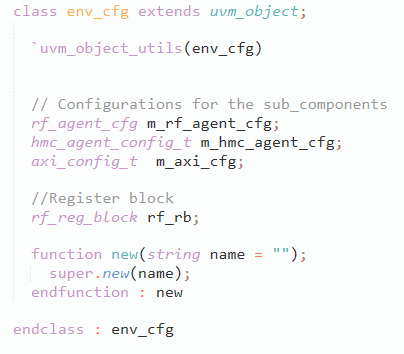 class env_cfg extends uvm_object;
`uvm_object_utils(env_cfg)
// Configurations for the sub_components
rf_agent_cfg m_rf_agent_cfg;
hmc_agent_config_t m_hmc_agent_cfg;
axi_config_t  m_axi_cfg;
//Register block
rf_reg_block rf_rb;
function new(string name = "");
super.new(name);
endfunction : new
endclass : env_cfg